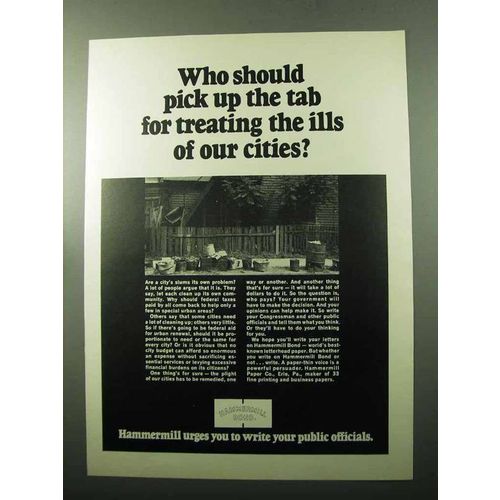 Who should
pick up the tab
for treating the ills
of our cities?
Are a city's slums its own problem?
A lot of people argue that it is. They
say, let each clean up its own com-
munity. Why should federal taxes
paid by all come back to help only a
few in special urban areas?
Others say that some cities need
a lot of cleaning up; others very little.
So if there's going to be federal aid
for urban renewal, should it be pro-
portionate to need or the same for
every city? Or is it obvious that no
city budget can afford so enormous
an expense without sacrificing es-
sential services or levying excessive
financial burdens on its citizens?
One thing's for sure — the plight
of our cities has to be remedied, one
way or another. And another thing
that's for sure — it will take a lot of
dollars to do it. So the question is,
who pays? Your government will
have to make the decision. And your
opinions can help make it. So write
your Congressman and other public
officials and tell them what you think.
Or they'll have to do your thinking
for you.
We hope you'll write your letters
on Hammermill Bond — world's best-
known letterhead paper. But whether
you write on Hammermill Bond or
not . . . write. A paper-thin voice is a
powerful persuader. Hammermill
Paper Co., Erie, Pa., maker of 33
fine printing and business papers.
HAMMERMILL
BOND
Hammermill urges you to write your public officials.